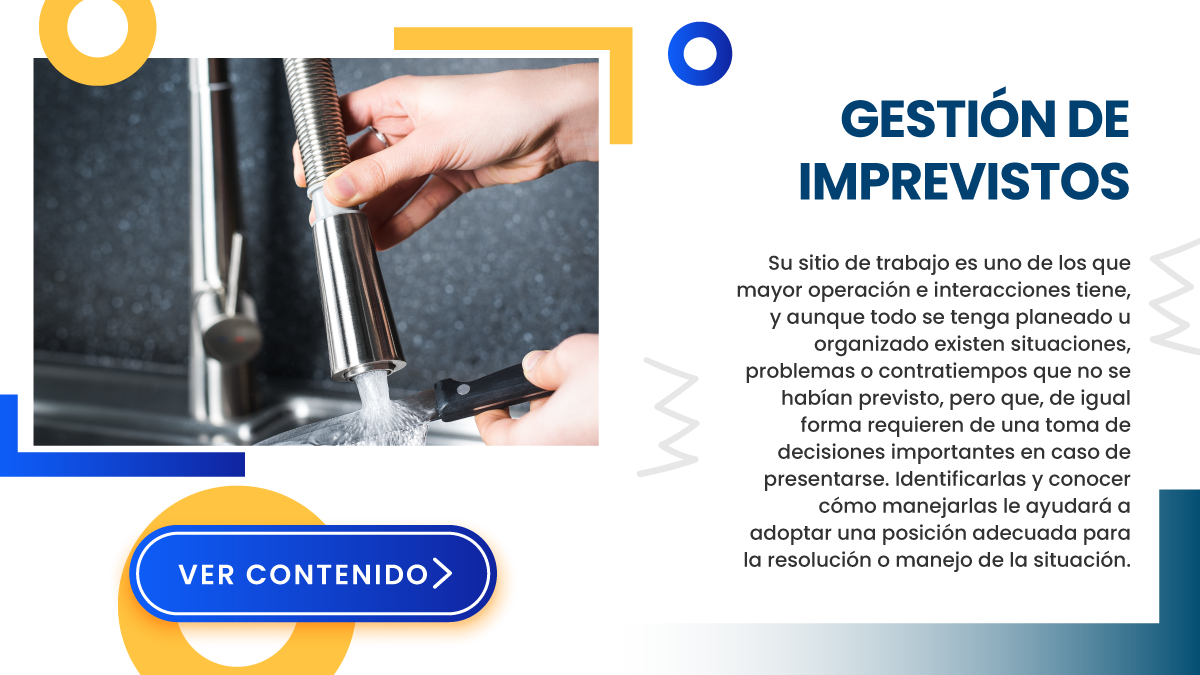 GESTIÓN DE
IMPREVISTOS
Su sitio de trabajo es uno de los que
mayor operación e interacciones tiene,
y aunque todo se tenga planeado u
organizado existen situaciones,
problemas o contratiempos que no se
habían previsto, pero que, de igual
forma requieren de una toma de
decisiones importantes en caso de
presentarse. Identificarlas y conocer
cómo manejarlas le ayudará a
adoptar una posición adecuada para
la resolución o manejo de la situación.
VER CONTENIDO